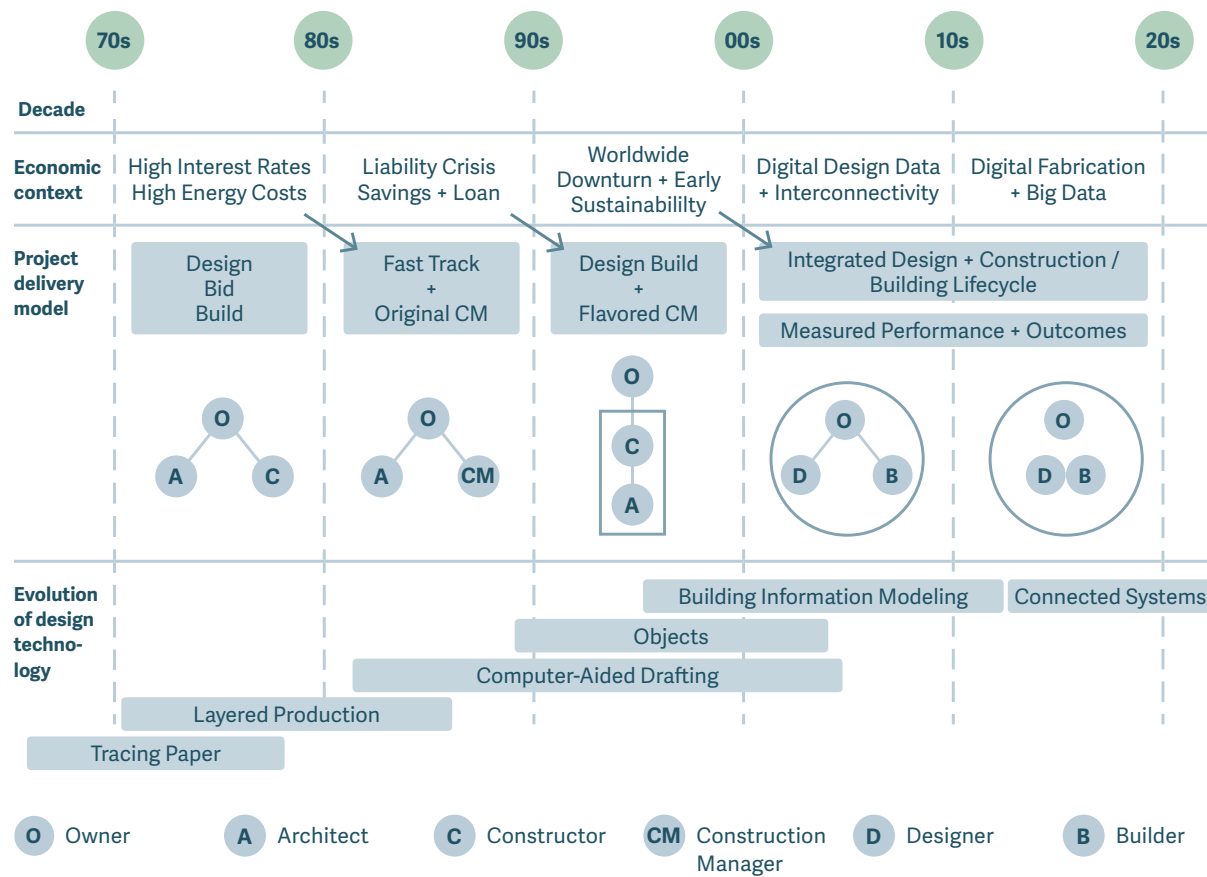 70s
80s
90s
00s
10s
20s
Decade
Economic
context
High Interest Rates
High Energy Costs
Liability Crisis
Savings + Loan
Worldwide
Downturn + Early
Sustainabililty
Digital Design Data
+ Interconnectivity
Digital Fabrication
+ Big Data
Project
delivery
model
Design
Bid
Build
Fast Track
+
Original CM
Design Build
+
Flavored CM
Integrated Design + Construction /
Building Lifecycle
Measured Performance + Outcomes
O
A
C
O
A
CM
O
C
A
O
D
B
O
D
B
Evolution
of design
techno-
logy
Building Information Modeling
Connected Systems
Objects
Computer-Aided Drafting
Layered Production
Tracing Paper
O Owner
A Architect
C Constructor
CM Construction
Manager
D Designer
B Builder